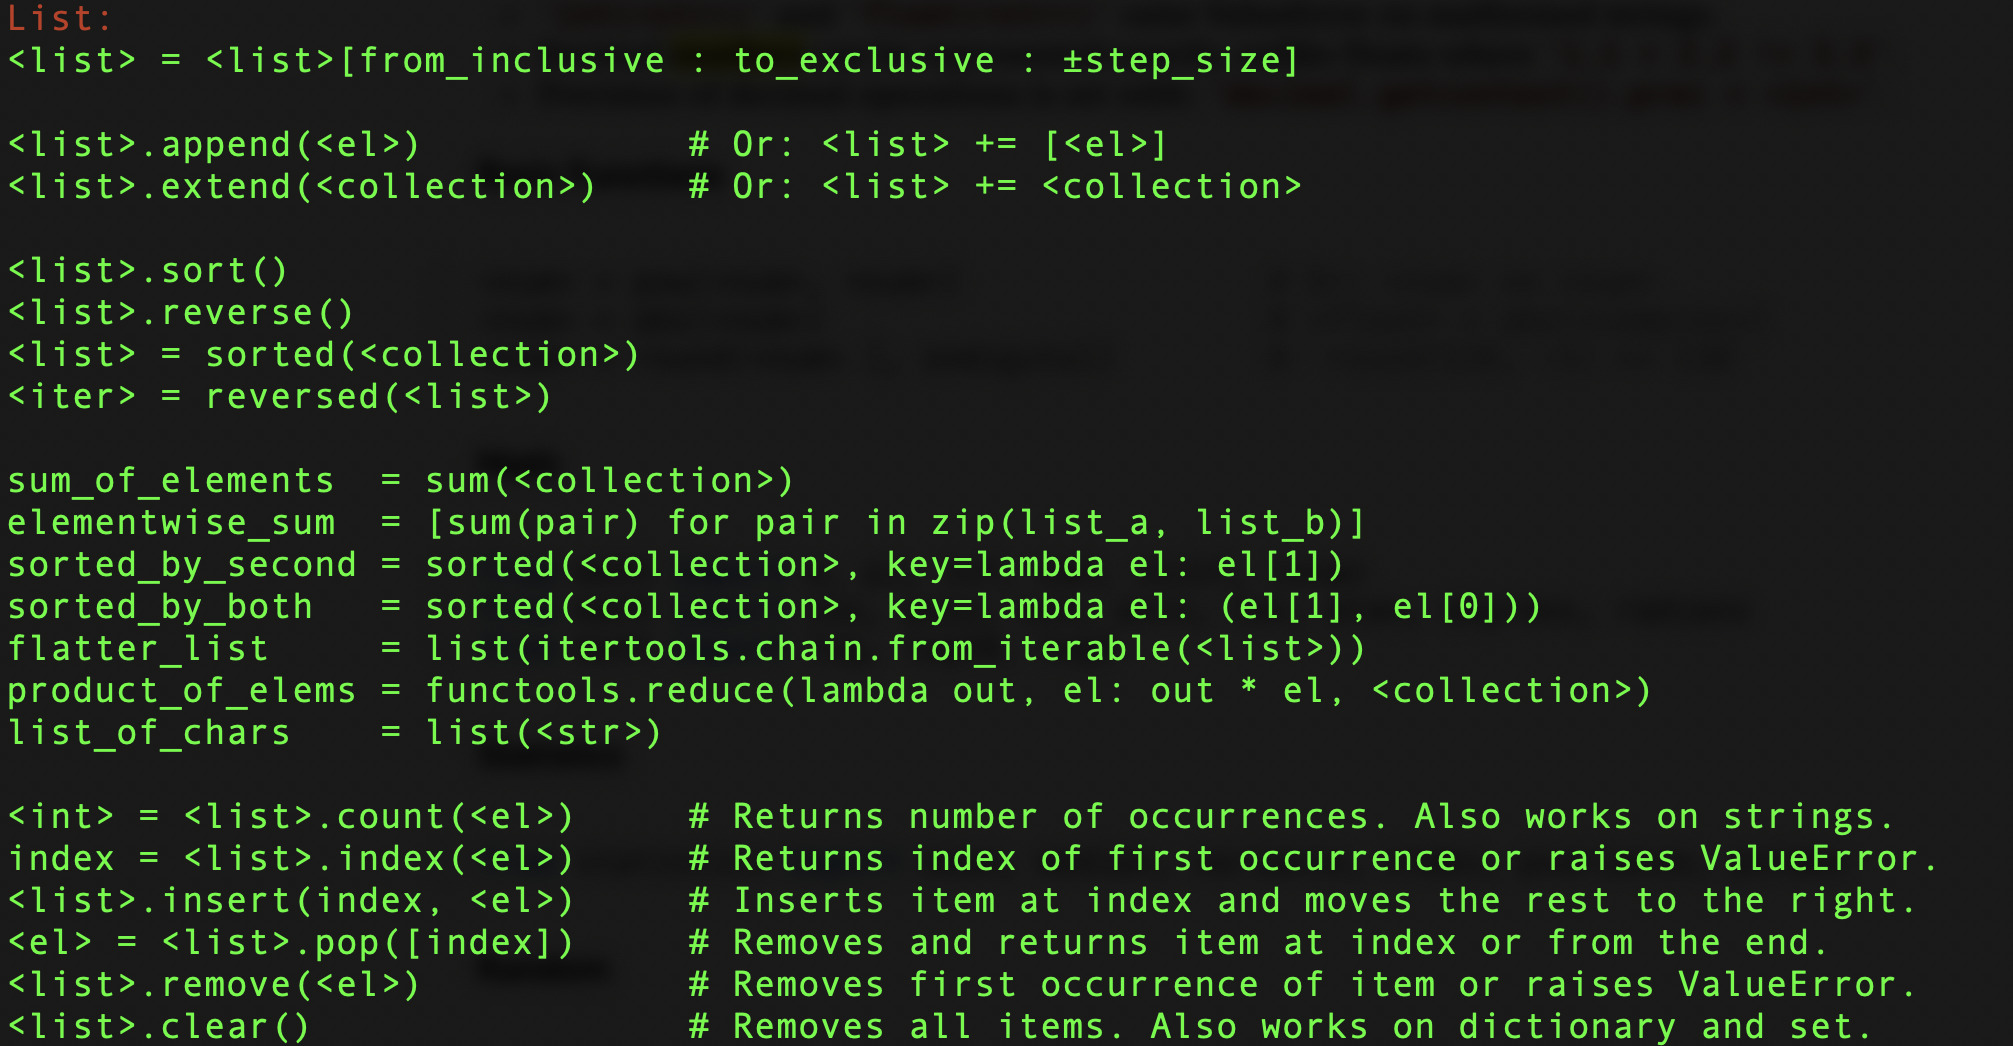 List:
<list> = <list>[from_inclusive : to_exclusive : ±step_size]
<list>.append(<el>)            # Or: <list> += [<el>]
<list>.extend(<collection>)    # Or: <list> += <collection>
<list>.sort()
<list>.reverse()
<list> = sorted(<collection>)
<iter> = reversed(<list>)
sum_of_elements  = sum(<collection>)
elementwise_sum  = [sum(pair) for pair in zip(list_a, list_b)]
sorted_by_second = sorted(<collection>, key=lambda el: el[1])
sorted_by_both   = sorted(<collection>, key=lambda el: (el[1], el[0]))
flatter_list     = list(itertools.chain.from_iterable(<list>))
product_of_elems = functools.reduce(lambda out, el: out * el, <collection>)
list_of_chars    = list(<str>)
<int> = <list>.count(<el>)     # Returns number of occurrences. Also works on strings.
index = <list>.index(<el>)     # Returns index of first occurrence or raises ValueError.
<list>.insert(index, <el>)     # Inserts item at index and moves the rest to the right.
<el> = <list>.pop([index])     # Removes and returns item at index or from the end.
<list>.remove(<el>)            # Removes first occurrence of item or raises ValueError.
<list>.clear()                 # Removes all items. Also works on dictionary and set.